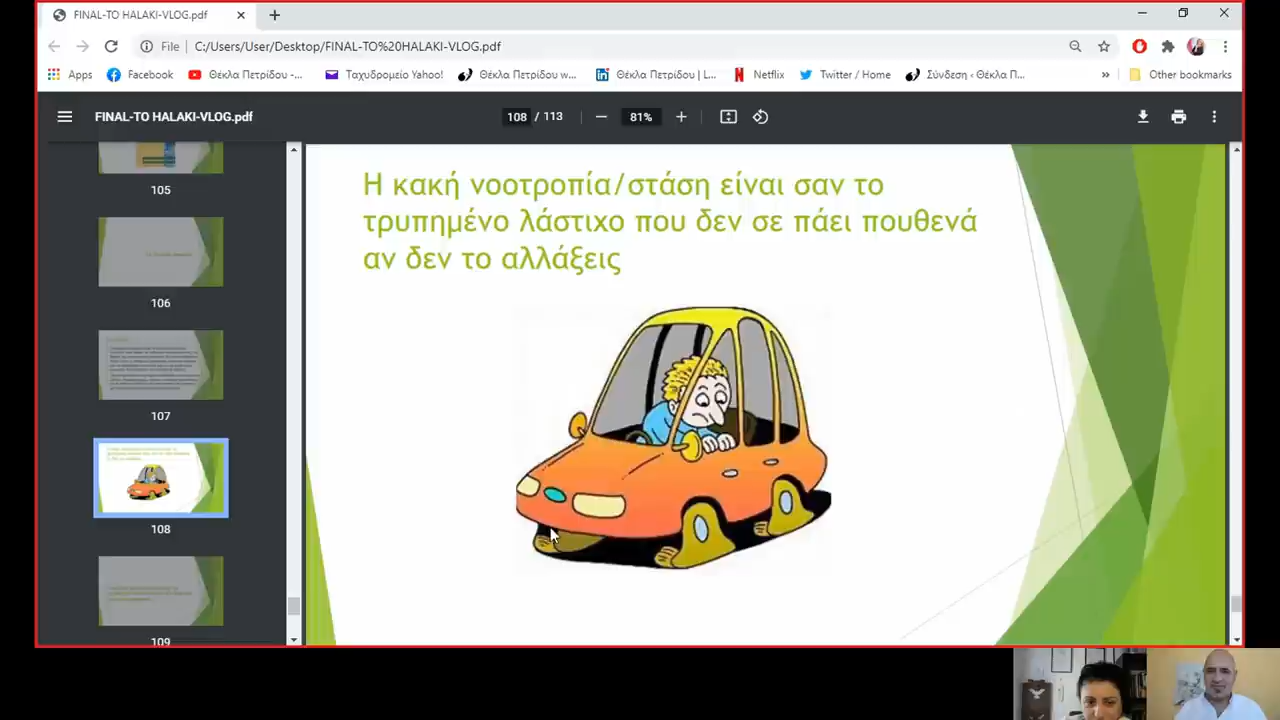 FINAL-TO HALAKI-VLOG.pdf
File
C:/Users/User/Desktop/FINAL-TO%20HALAKI-VLOG.pdf
Apps
Facebook
Θέκλα Πετρίδου -...
Ταχυδρομείο Yahoo!
Θέκλα Πετρίδου w...
Θέκλα Πετρίδου | L...
Netflix
Twitter / Home
Σύνδεση ‹ Θέκλα Π...
»
Other bookmarks
FINAL-TO HALAKI-VLOG.pdf
108 / 113
81%
105
106
107
108
109
Η κακή νοοτροπία/στάση είναι σαν το
τρυπημένο λάστιχο που δεν σε πάει πουθενά
αν δεν το αλλάξεις